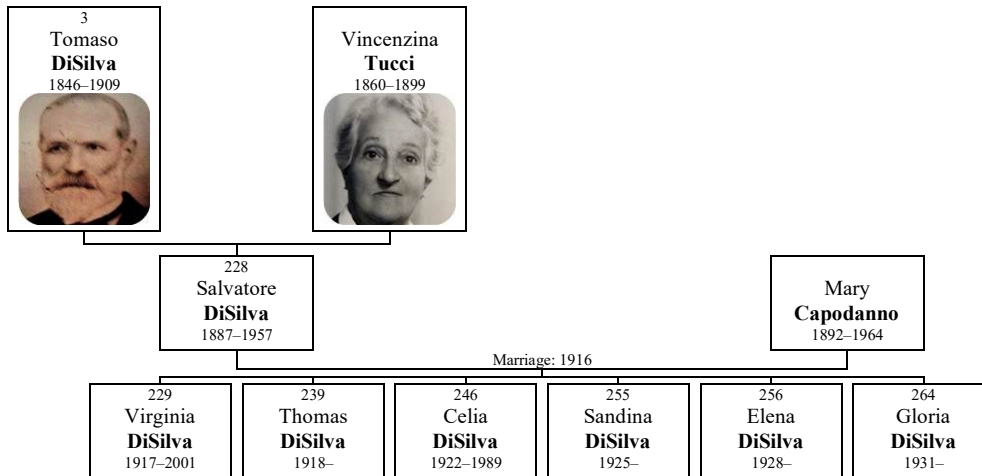 3
Tomaso
DiSilva
1846–1909
Vincenzina
Tucci
1860–1899
228
Salvatore
DiSilva
1887–1957
Mary
Capodanno
1892–1964
Marriage: 1916
229
Virginia
DiSilva
1917–2001
239
Thomas
DiSilva
1918–
246
Celia
DiSilva
1922–1989
255
Sandina
DiSilva
1925–
256
Elena
DiSilva
1928–
264
Gloria
DiSilva
1931–